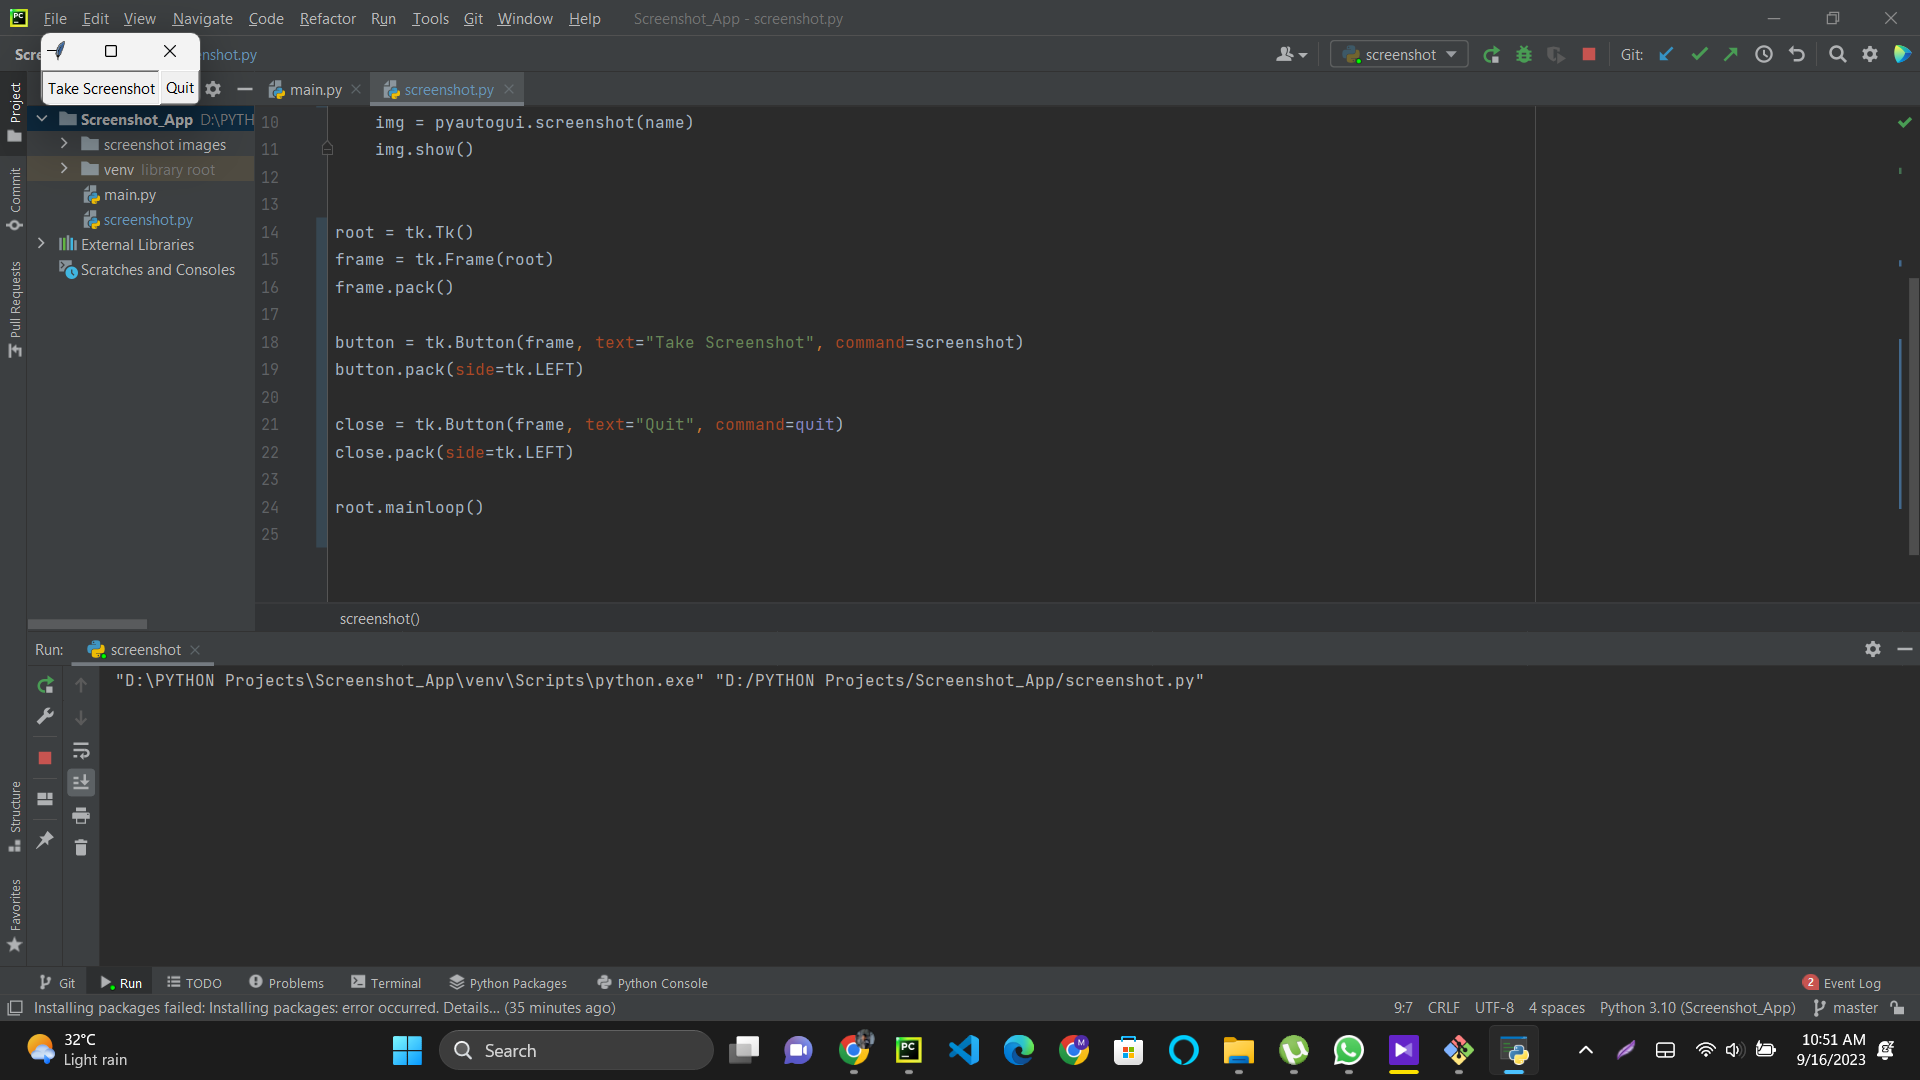 File Edit View Navigate Code Refactor Run Tools Git Window Help Screenshot_App - screenshot.py
screenshot Git:
Take Screenshot Quit
main.py screenshot.py
Project
Commit
Pull Requests
Structure
Favorites
Screenshot_App D:\PYTH
screenshot images
venv library root
main.py
screenshot.py
External Libraries
Scratches and Consoles
10 img = pyautogui.screenshot(name)
11 img.show()
12
13
14 root = tk.Tk()
15 frame = tk.Frame(root)
16 frame.pack()
17
18 button = tk.Button(frame, text="Take Screenshot", command=screenshot)
19 button.pack(side=tk.LEFT)
20
21 close = tk.Button(frame, text="Quit", command=quit)
22 close.pack(side=tk.LEFT)
23
24 root.mainloop()
25
screenshot()
Run: screenshot
"D:\PYTHON Projects\Screenshot_App\venv\Scripts\python.exe" "D:/PYTHON Projects/Screenshot_App/screenshot.py"
Git Run TODO Problems Terminal Python Packages Python Console 2 Event Log
Installing packages failed: Installing packages: error occurred. Details... (35 minutes ago) 9:7 CRLF UTF-8 4 spaces Python 3.10 (Screenshot_App) master
32°C
Light rain
Search
10:51 AM
9/16/2023